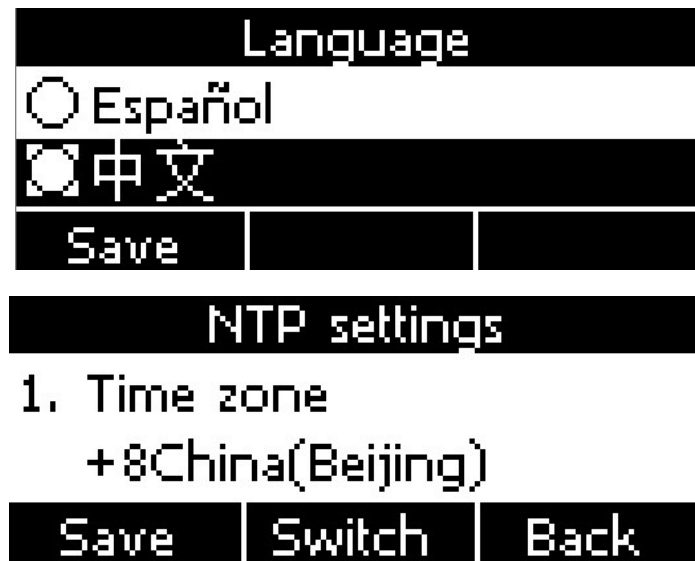 Language
Español
中文
Save
NTP settings
1. Time zone
+8China(Beijing)
Save Switch Back